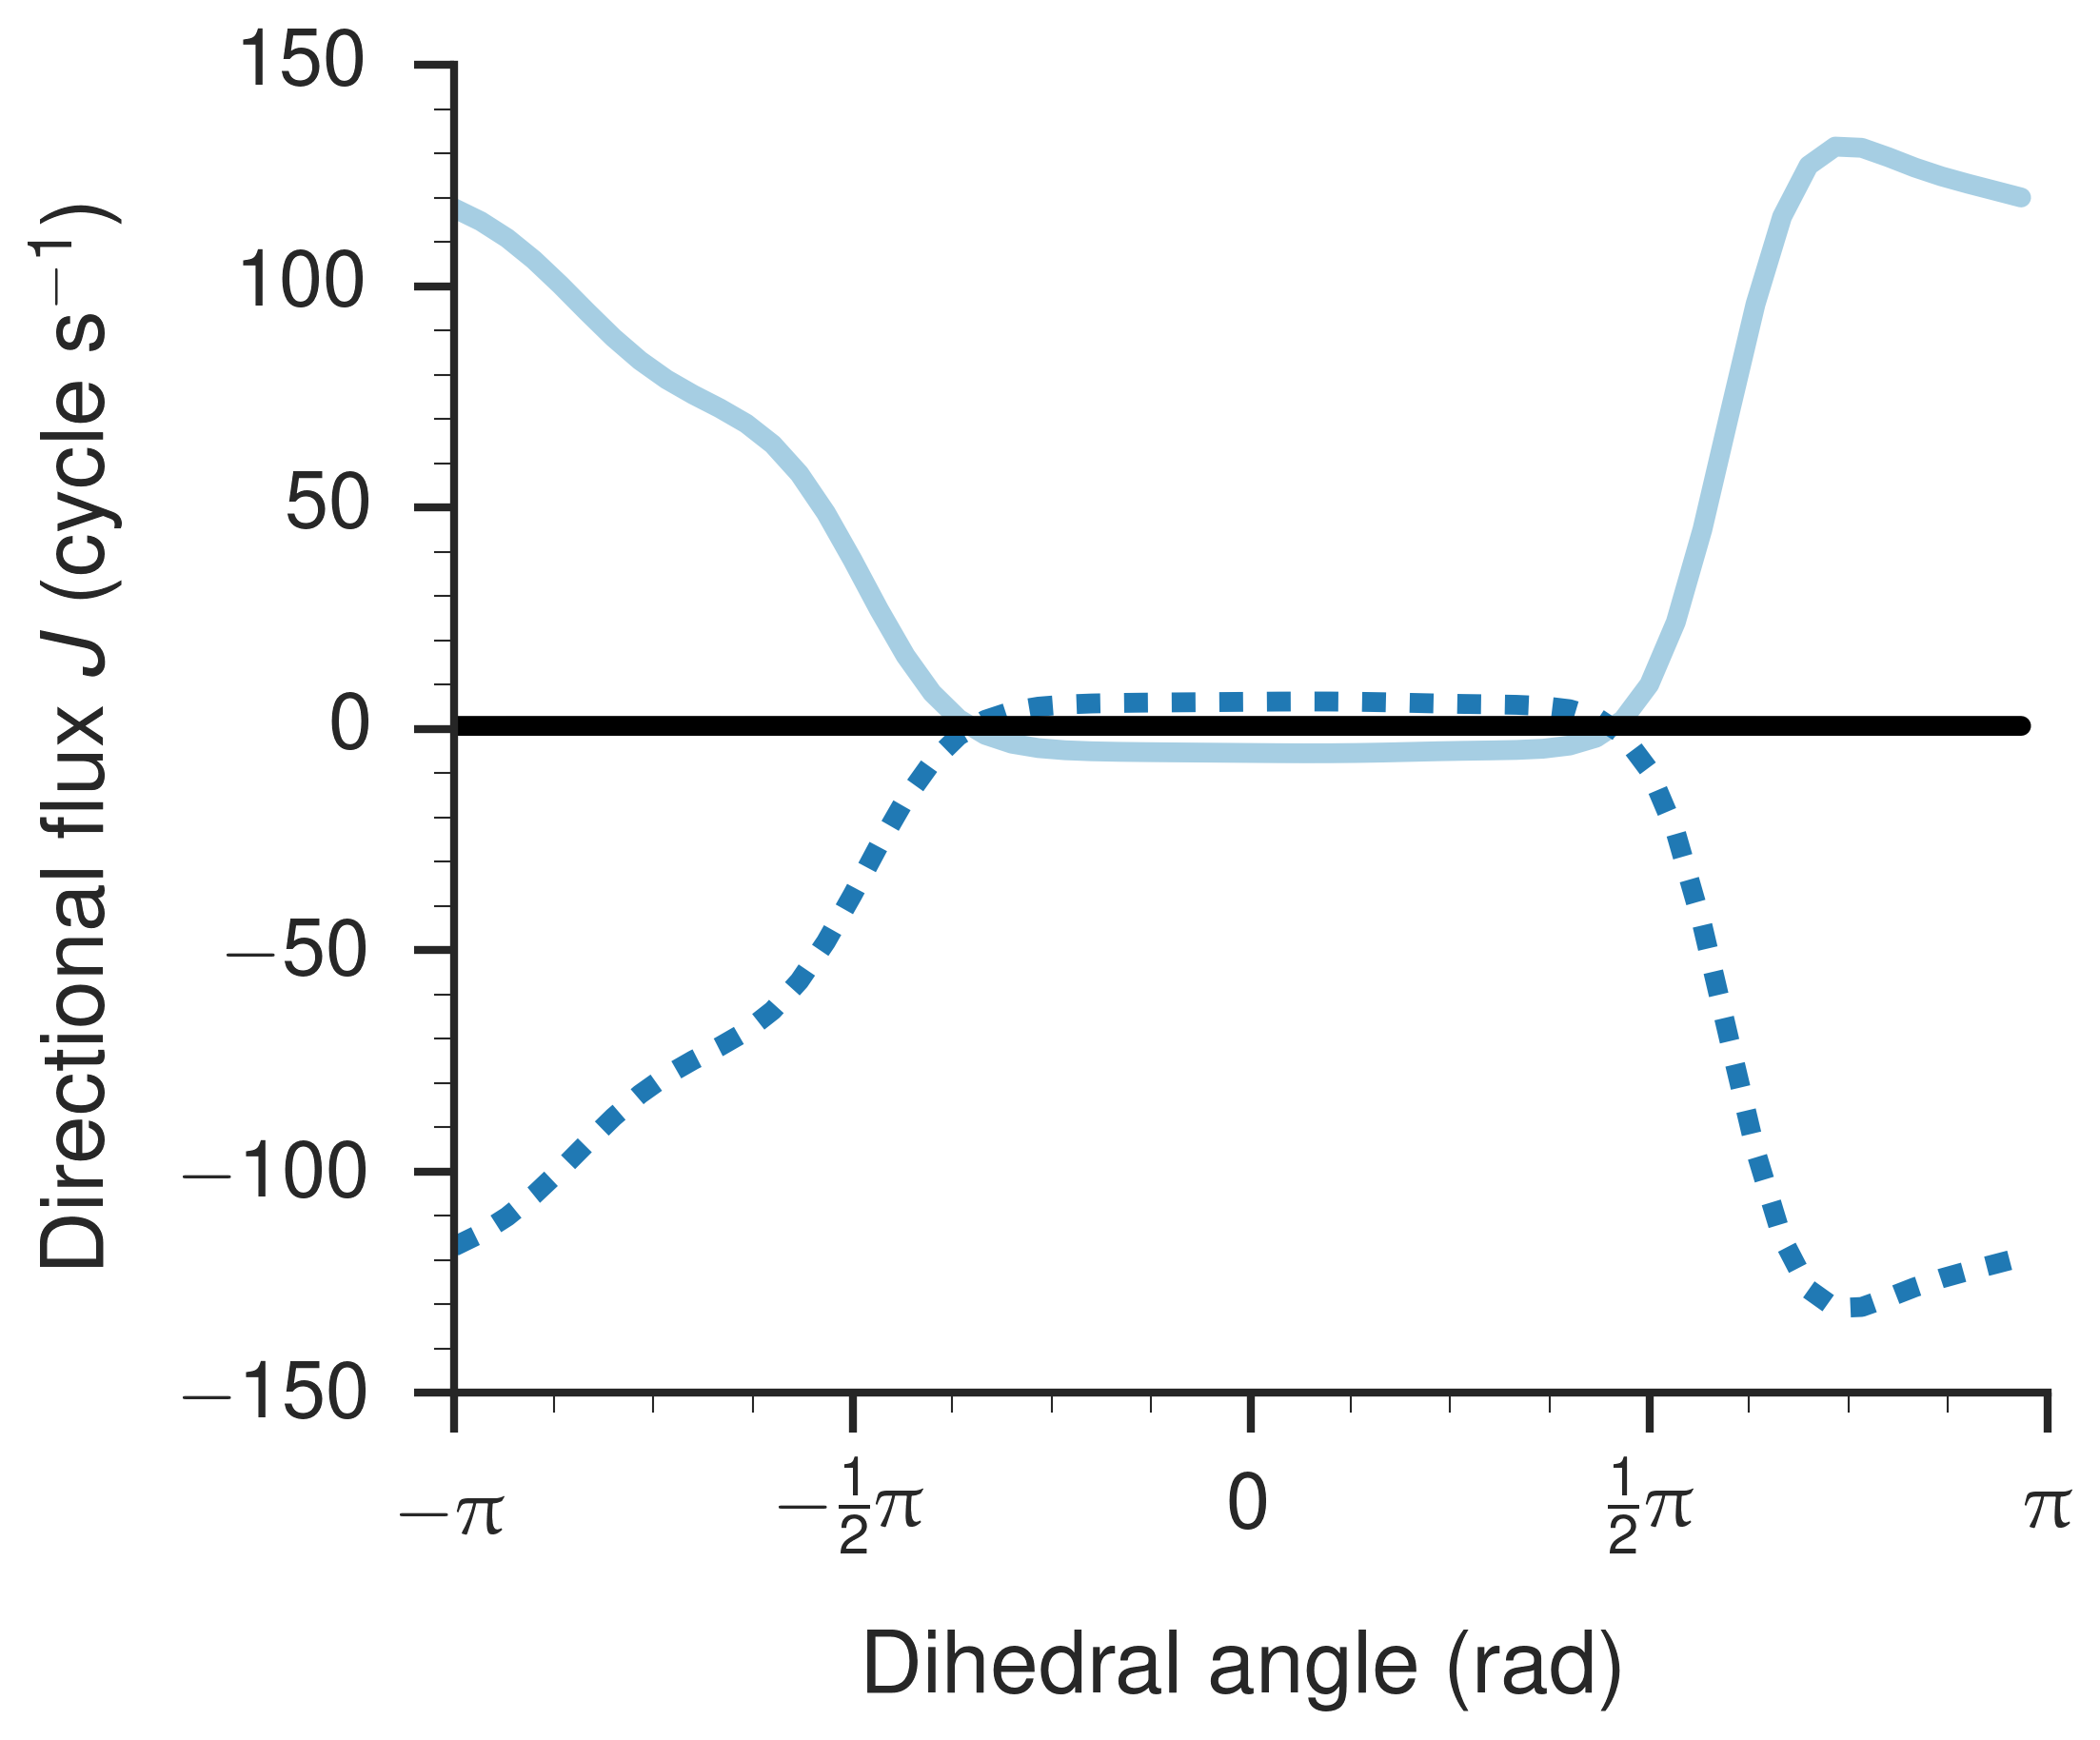 Directional flux J (cycle s⁻¹)
150
100
50
0
−50
−100
−150
−π
−½π
0
½π
π
Dihedral angle (rad)